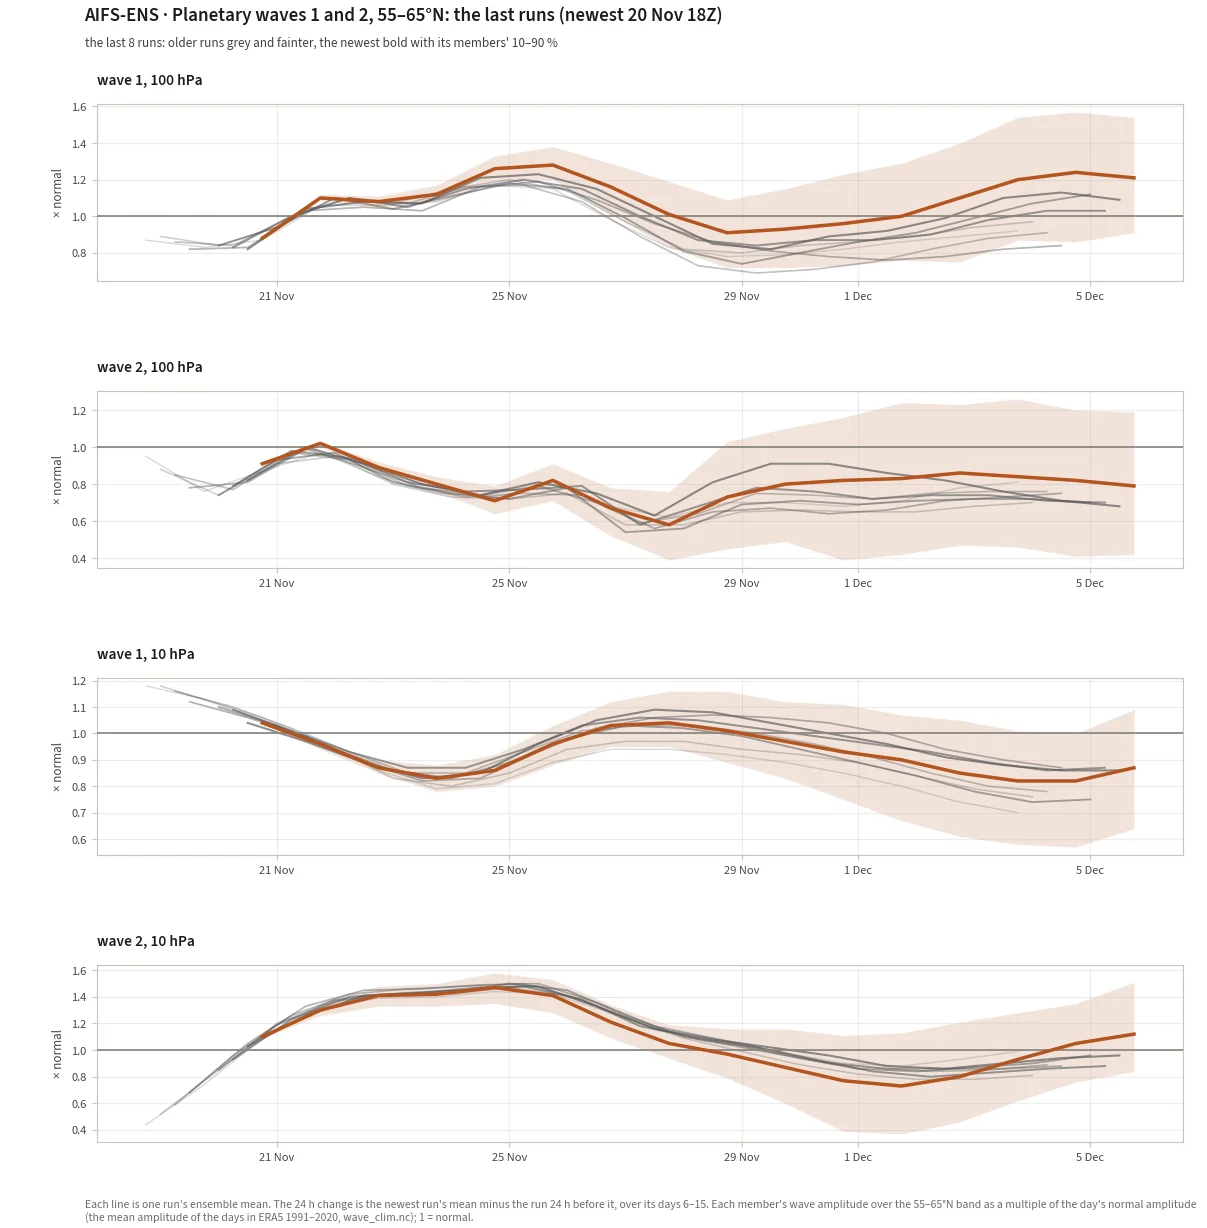 AIFS-ENS · Planetary waves 1 and 2, 55–65°N: the last runs (newest 20 Nov 18Z)
the last 8 runs: older runs grey and fainter, the newest bold with its members' 10–90 %
wave 1, 100 hPa
1.6
1.4
1.2
1.0
0.8
× normal
21 Nov
25 Nov
29 Nov
1 Dec
5 Dec
wave 2, 100 hPa
1.2
1.0
0.8
0.6
0.4
× normal
21 Nov
25 Nov
29 Nov
1 Dec
5 Dec
wave 1, 10 hPa
1.2
1.1
1.0
0.9
0.8
0.7
0.6
× normal
21 Nov
25 Nov
29 Nov
1 Dec
5 Dec
wave 2, 10 hPa
1.6
1.4
1.2
1.0
0.8
0.6
0.4
× normal
21 Nov
25 Nov
29 Nov
1 Dec
5 Dec
Each line is one run's ensemble mean. The 24 h change is the newest run's mean minus the run 24 h before it, over its days 6–15. Each member's wave amplitude over the 55–65°N band as a multiple of the day's normal amplitude
(the mean amplitude of the days in ERA5 1991–2020, wave_clim.nc); 1 = normal.